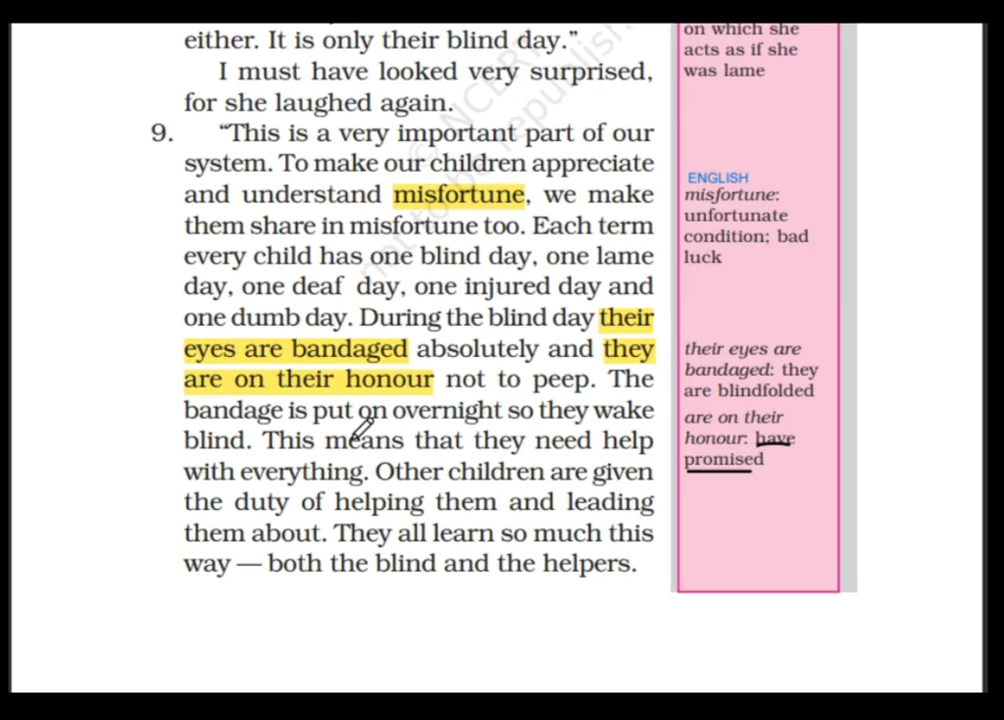 either. It is only their blind day.”
I must have looked very surprised,
for she laughed again.
9. “This is a very important part of our
system. To make our children appreciate
and understand misfortune, we make
them share in misfortune too. Each term
every child has one blind day, one lame
day, one deaf day, one injured day and
one dumb day. During the blind day their
eyes are bandaged absolutely and they
are on their honour not to peep. The
bandage is put on overnight so they wake
blind. This means that they need help
with everything. Other children are given
the duty of helping them and leading
them about. They all learn so much this
way — both the blind and the helpers.
on which she
acts as if she
was lame
ENGLISH
misfortune:
unfortunate
condition; bad
luck
their eyes are
bandaged: they
are blindfolded
are on their
honour: have
promised
© NCERT
not to be republish